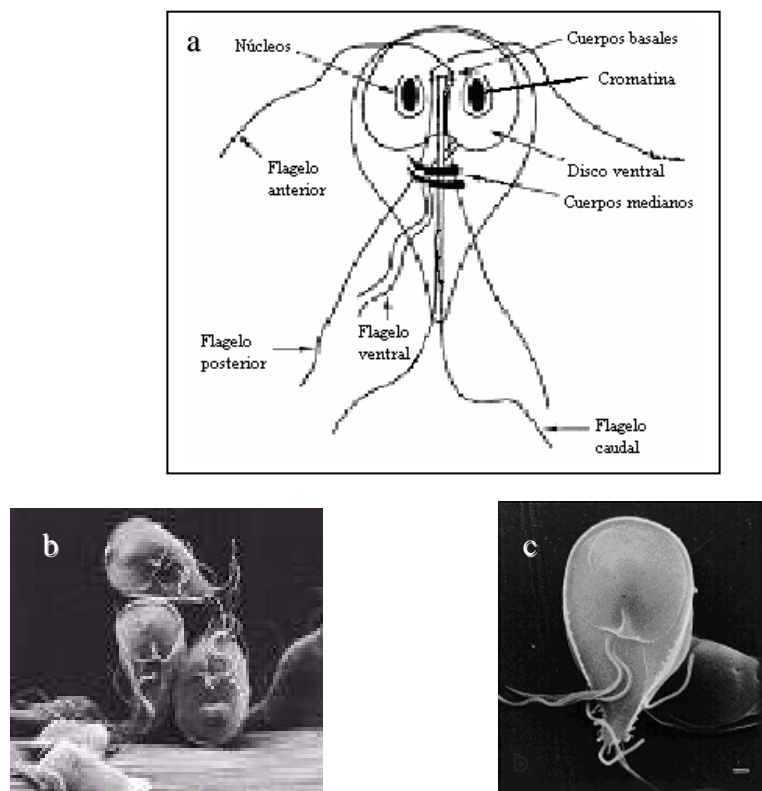 a
Núcleos
Cuerpos basales
Cromatina
Flagelo
anterior
Disco ventral
Cuerpos medianos
Flagelo
posterior
Flagelo
ventral
Flagelo
caudal
b
c
b